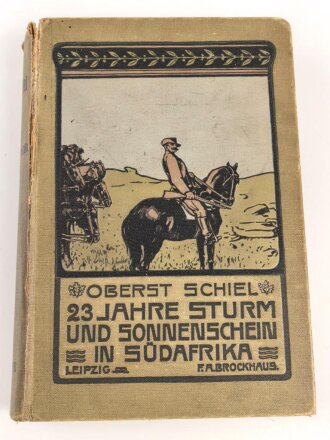 OBERST SCHIEL
23 JAHRE STURM
UND SONNENSCHEIN
IN SÜDAFRIKA
LEIPZIG F.A.BROCKHAUS.